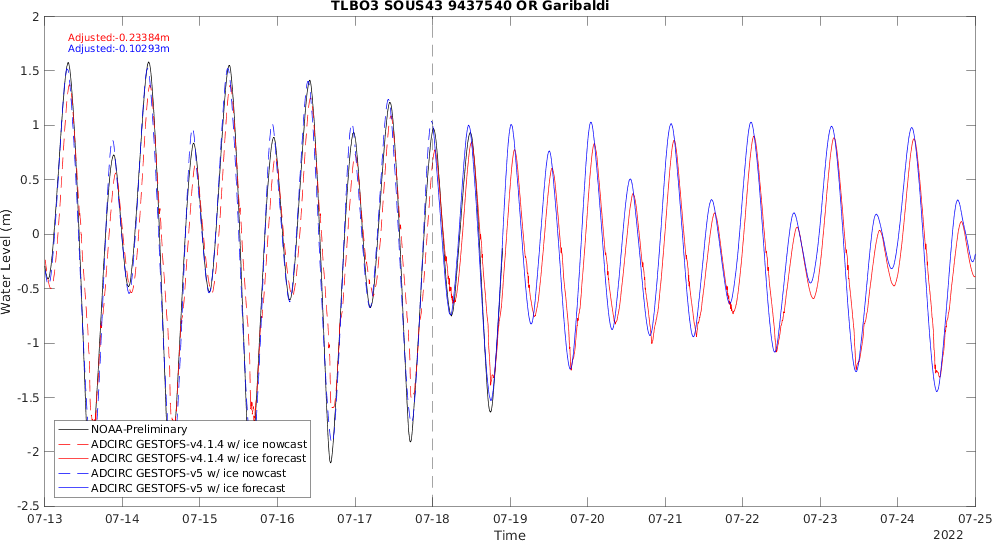 TLBO3 SOUS43 9437540 OR Garibaldi
Adjusted:-0.23384m
Adjusted:-0.10293m
2
1.5
1
0.5
0
-0.5
-1
-1.5
-2
-2.5
Water Level (m)
NOAA-Preliminary
ADCIRC GESTOFS-v4.1.4 w/ ice nowcast
ADCIRC GESTOFS-v4.1.4 w/ ice forecast
ADCIRC GESTOFS-v5 w/ ice nowcast
ADCIRC GESTOFS-v5 w/ ice forecast
07-13 07-14 07-15 07-16 07-17 07-18 07-19 07-20 07-21 07-22 07-23 07-24 07-25
Time
2022